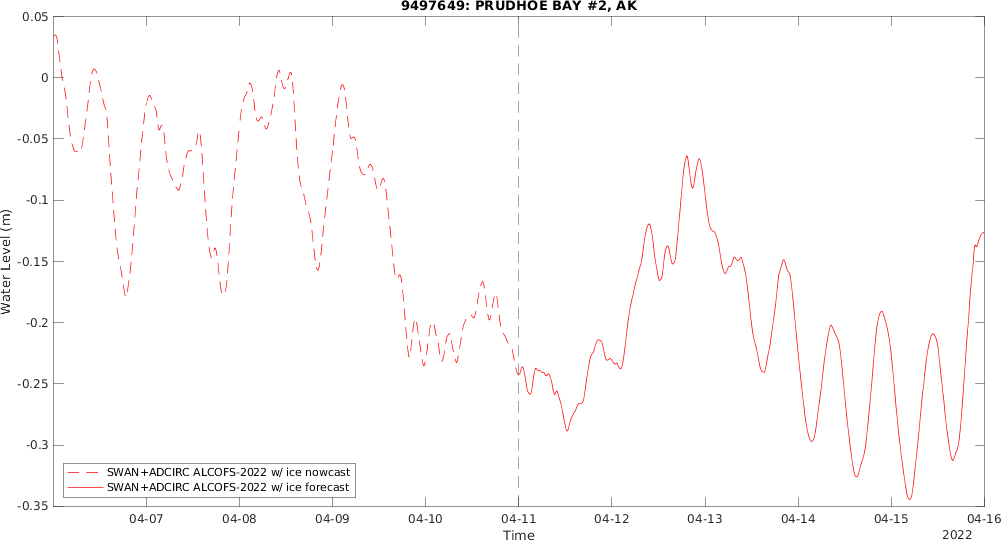 9497649: PRUDHOE BAY #2, AK
Water Level (m)
0.05
0
-0.05
-0.1
-0.15
-0.2
-0.25
-0.3
-0.35
SWAN+ADCIRC ALCOFS-2022 w/ ice nowcast
SWAN+ADCIRC ALCOFS-2022 w/ ice forecast
04-07 04-08 04-09 04-10 04-11 04-12 04-13 04-14 04-15 04-16
Time
2022